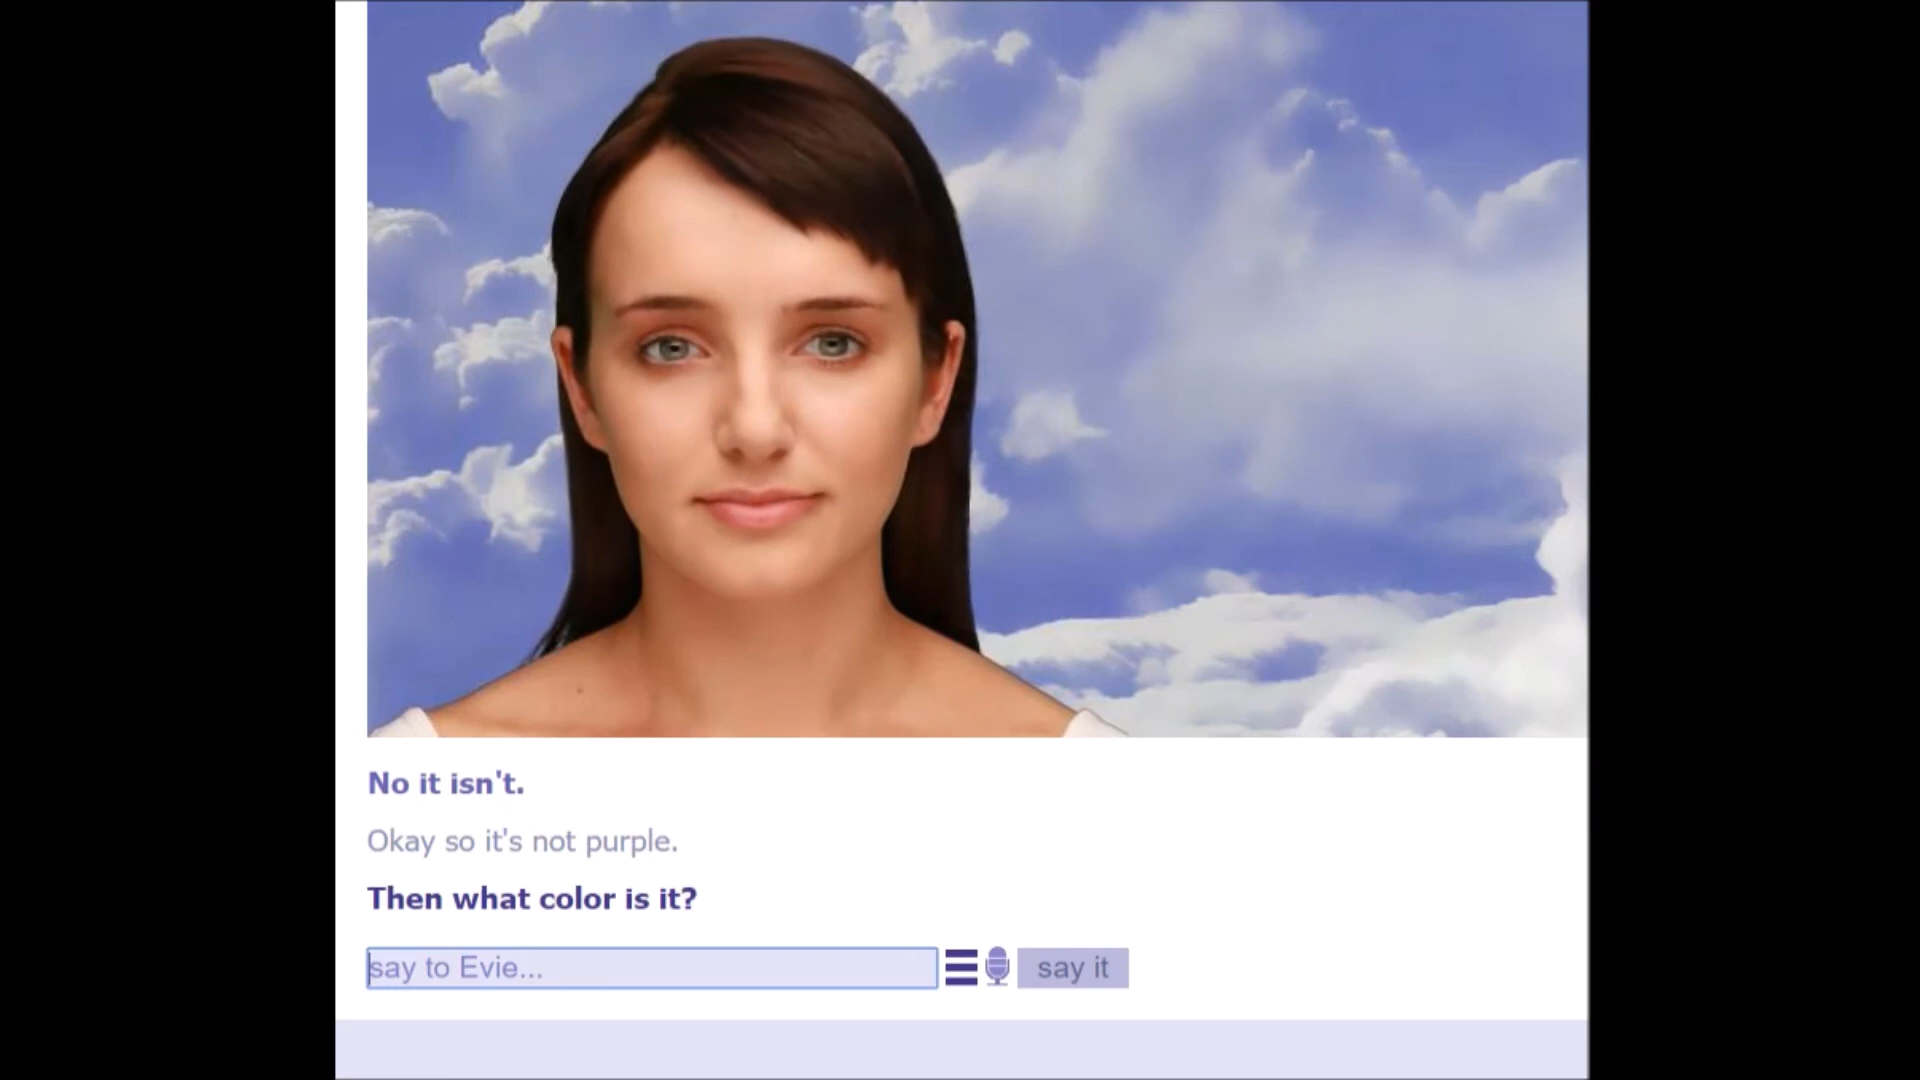 No it isn't.
Okay so it's not purple.
Then what color is it?
say to Evie...
say it